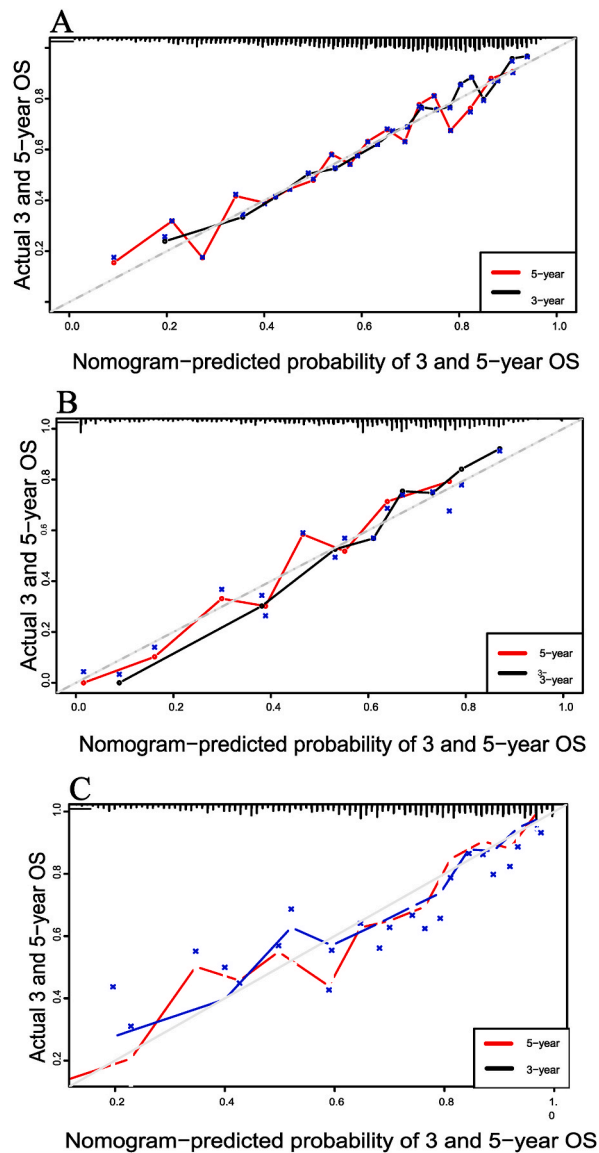 A
Actual 3 and 5-year OS
0.8
0.6
0.4
0.2
5-year
3-year
0.0 0.2 0.4 0.6 0.8 1.0
Nomogram-predicted probability of 3 and 5-year OS
B
Actual 3 and 5-year OS
1.0
0.8
0.6
0.4
0.2
0.0
5-year
3-
3-year
0.0 0.2 0.4 0.6 0.8 1.0
Nomogram-predicted probability of 3 and 5-year OS
C
Actual 3 and 5-year OS
1.0
0.8
0.6
0.4
0.2
5-year
3-year
0.2 0.4 0.6 0.8 1.
0
Nomogram-predicted probability of 3 and 5-year OS